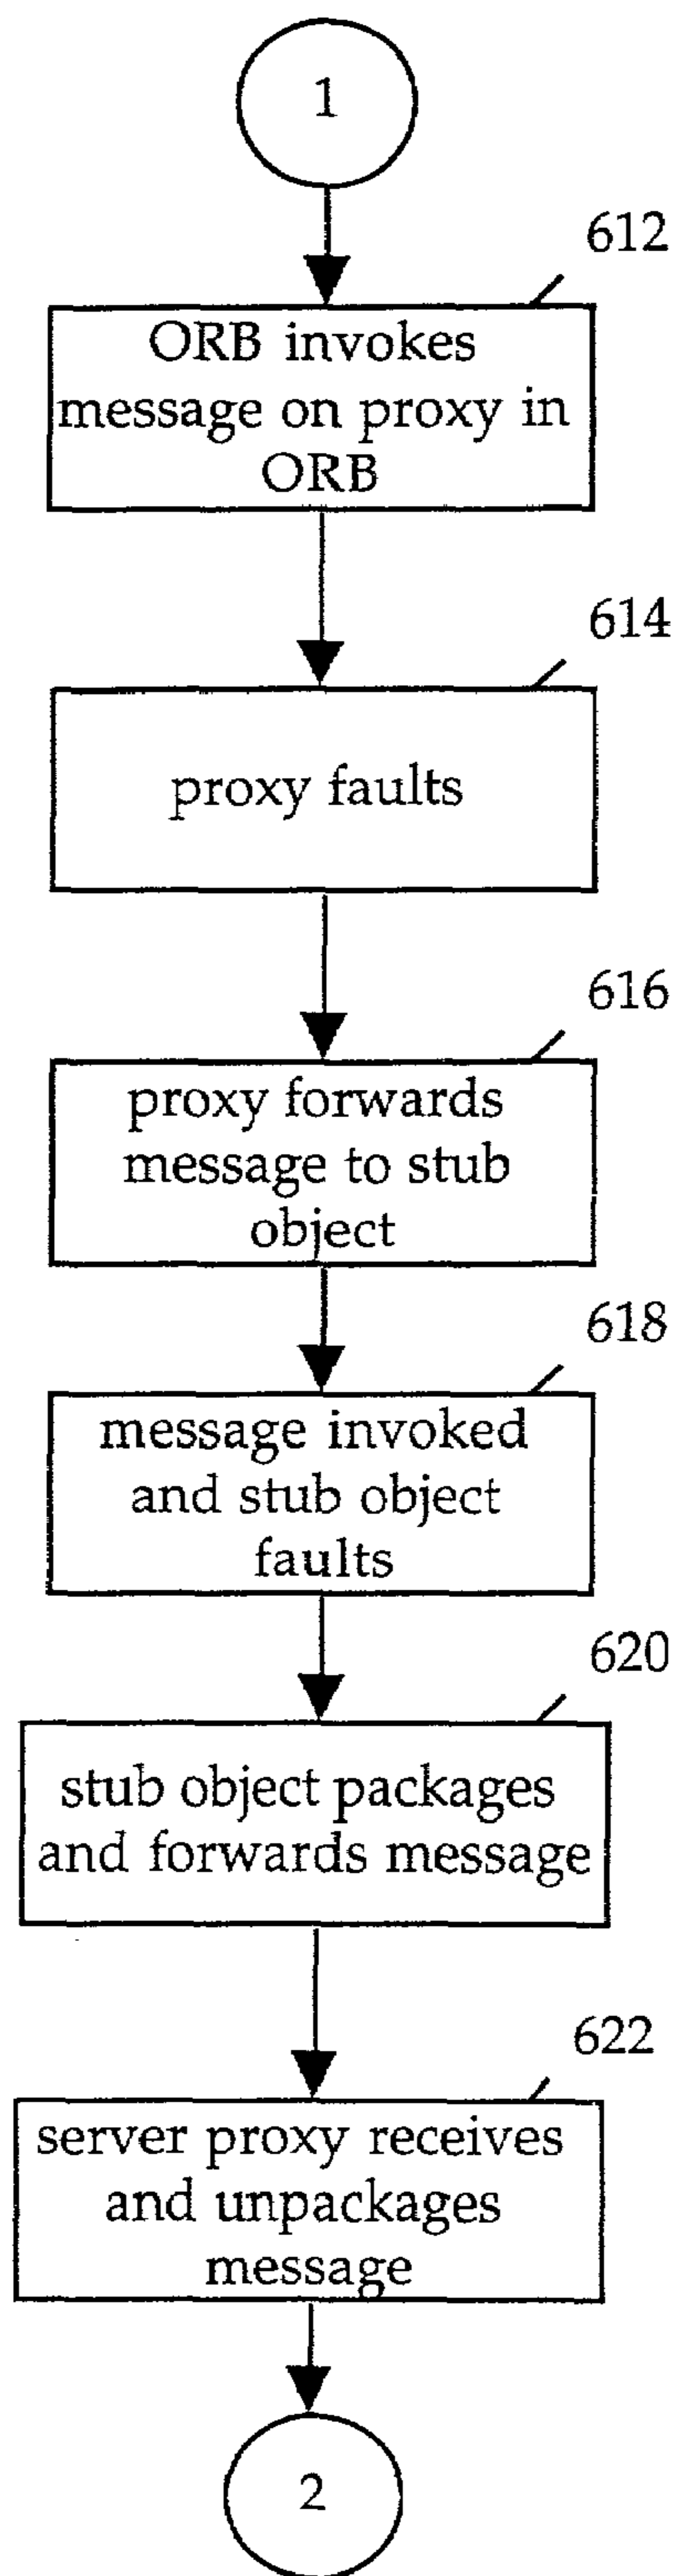 1
612
ORB invokes
message on proxy in
ORB
614
proxy faults
616
proxy forwards
message to stub
object
618
message invoked
and stub object
faults
620
stub object packages
and forwards message
622
server proxy receives
and unpackages
message
2